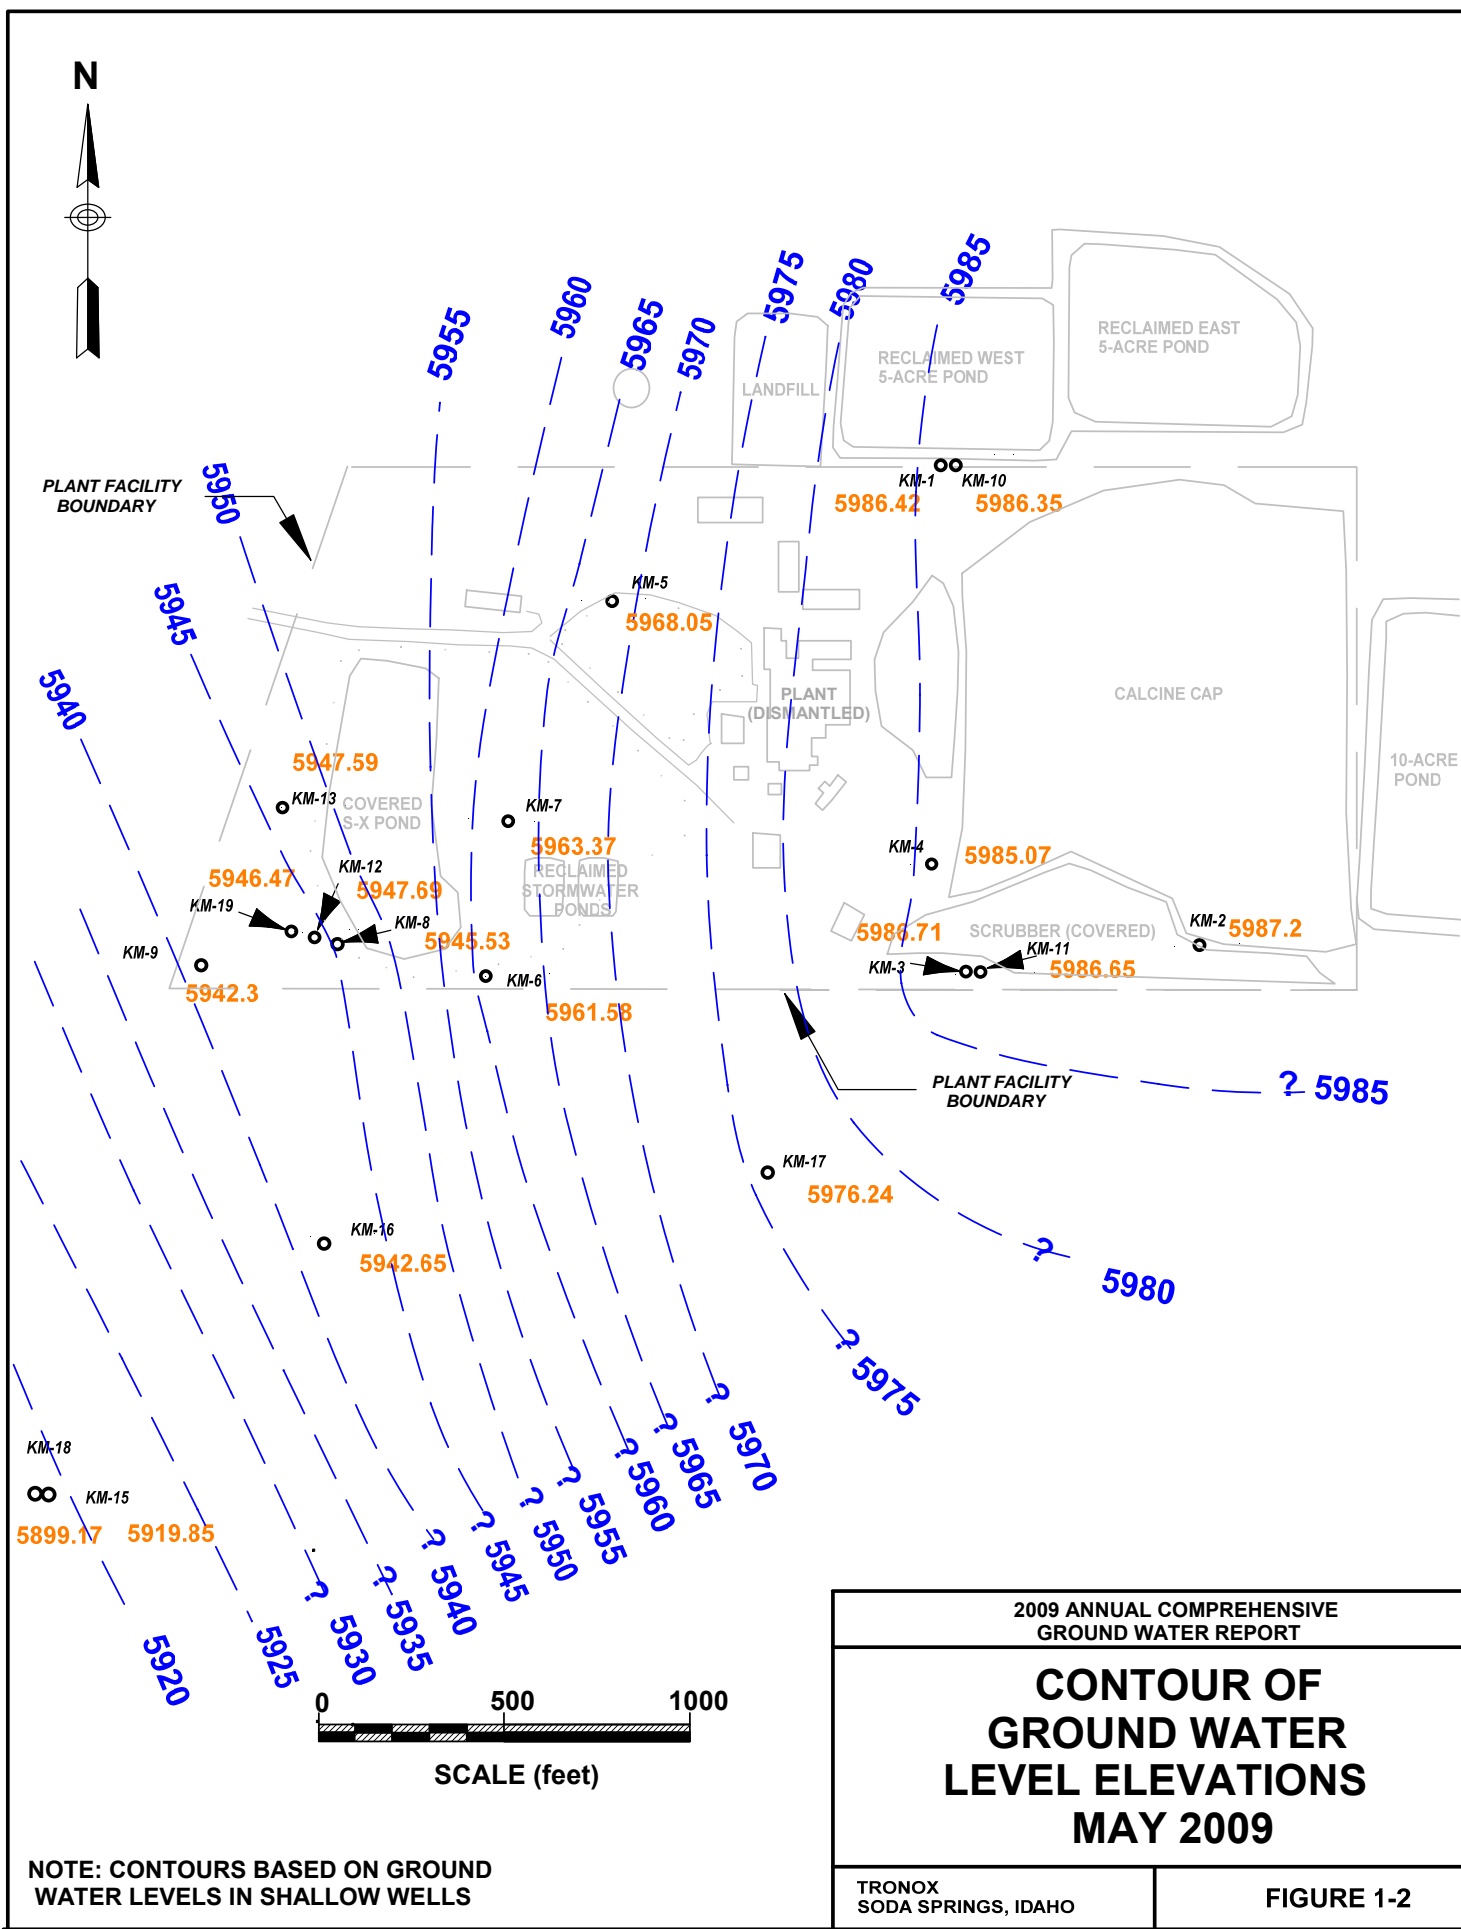 N
5985
5975
5980
5960
5965
5955
5970
RECLAIMED EAST
5-ACRE POND
RECLAIMED WEST
5-ACRE POND
LANDFILL
PLANT FACILITY
BOUNDARY
5950
KM-1
KM-10
5986.42
5986.35
5945
KM-5
5968.05
5940
PLANT
(DISMANTLED)
CALCINE CAP
5947.59
10-ACRE
POND
KM-13
COVERED
S-X POND
KM-7
5963.37
KM-4
5985.07
KM-12
5946.47
5947.69
RECLAIMED
STORMWATER
PONDS
KM-19
KM-8
5945.53
5986.71
SCRUBBER (COVERED)
KM-2
5987.2
KM-9
KM-11
KM-3
5986.65
KM-6
5942.3
5961.58
PLANT FACILITY
BOUNDARY
? 5985
KM-17
5976.24
KM-16
5942.65
?
5980
? 5975
? 5970
? 5965
? 5960
? 5955
? 5950
? 5945
? 5940
? 5935
? 5930
5925
5920
KM-18
KM-15
5899.17
5919.85
0 500 1000
SCALE (feet)
NOTE: CONTOURS BASED ON GROUND
WATER LEVELS IN SHALLOW WELLS
2009 ANNUAL COMPREHENSIVE
GROUND WATER REPORT
CONTOUR OF
GROUND WATER
LEVEL ELEVATIONS
MAY 2009
TRONOX
SODA SPRINGS, IDAHO
FIGURE 1-2